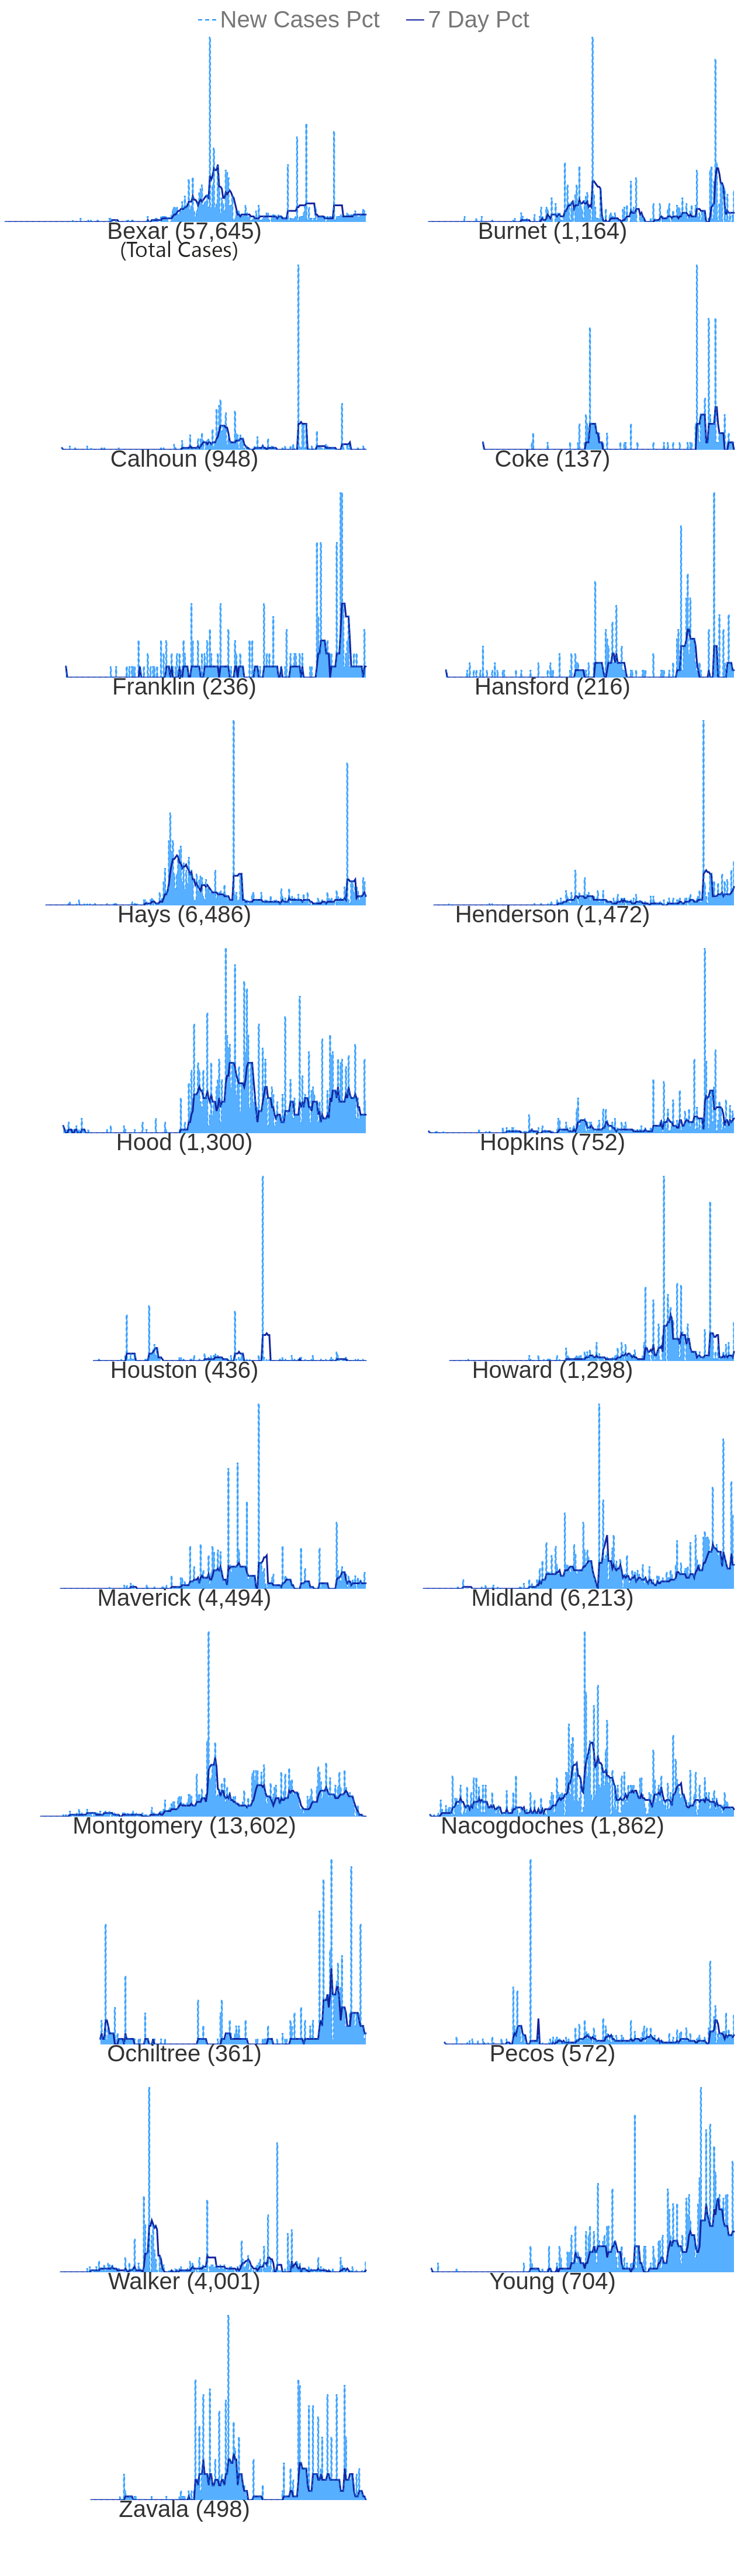 New Cases Pct 7 Day Pct
Bexar (57,645) Burnet (1,164)
(Total Cases)
Calhoun (948) Coke (137)
Franklin (236) Hansford (216)
Hays (6,486) Henderson (1,472)
Hood (1,300) Hopkins (752)
Houston (436) Howard (1,298)
Maverick (4,494) Midland (6,213)
Montgomery (13,602) Nacogdoches (1,862)
Ochiltree (361) Pecos (572)
Walker (4,001) Young (704)
Zavala (498)